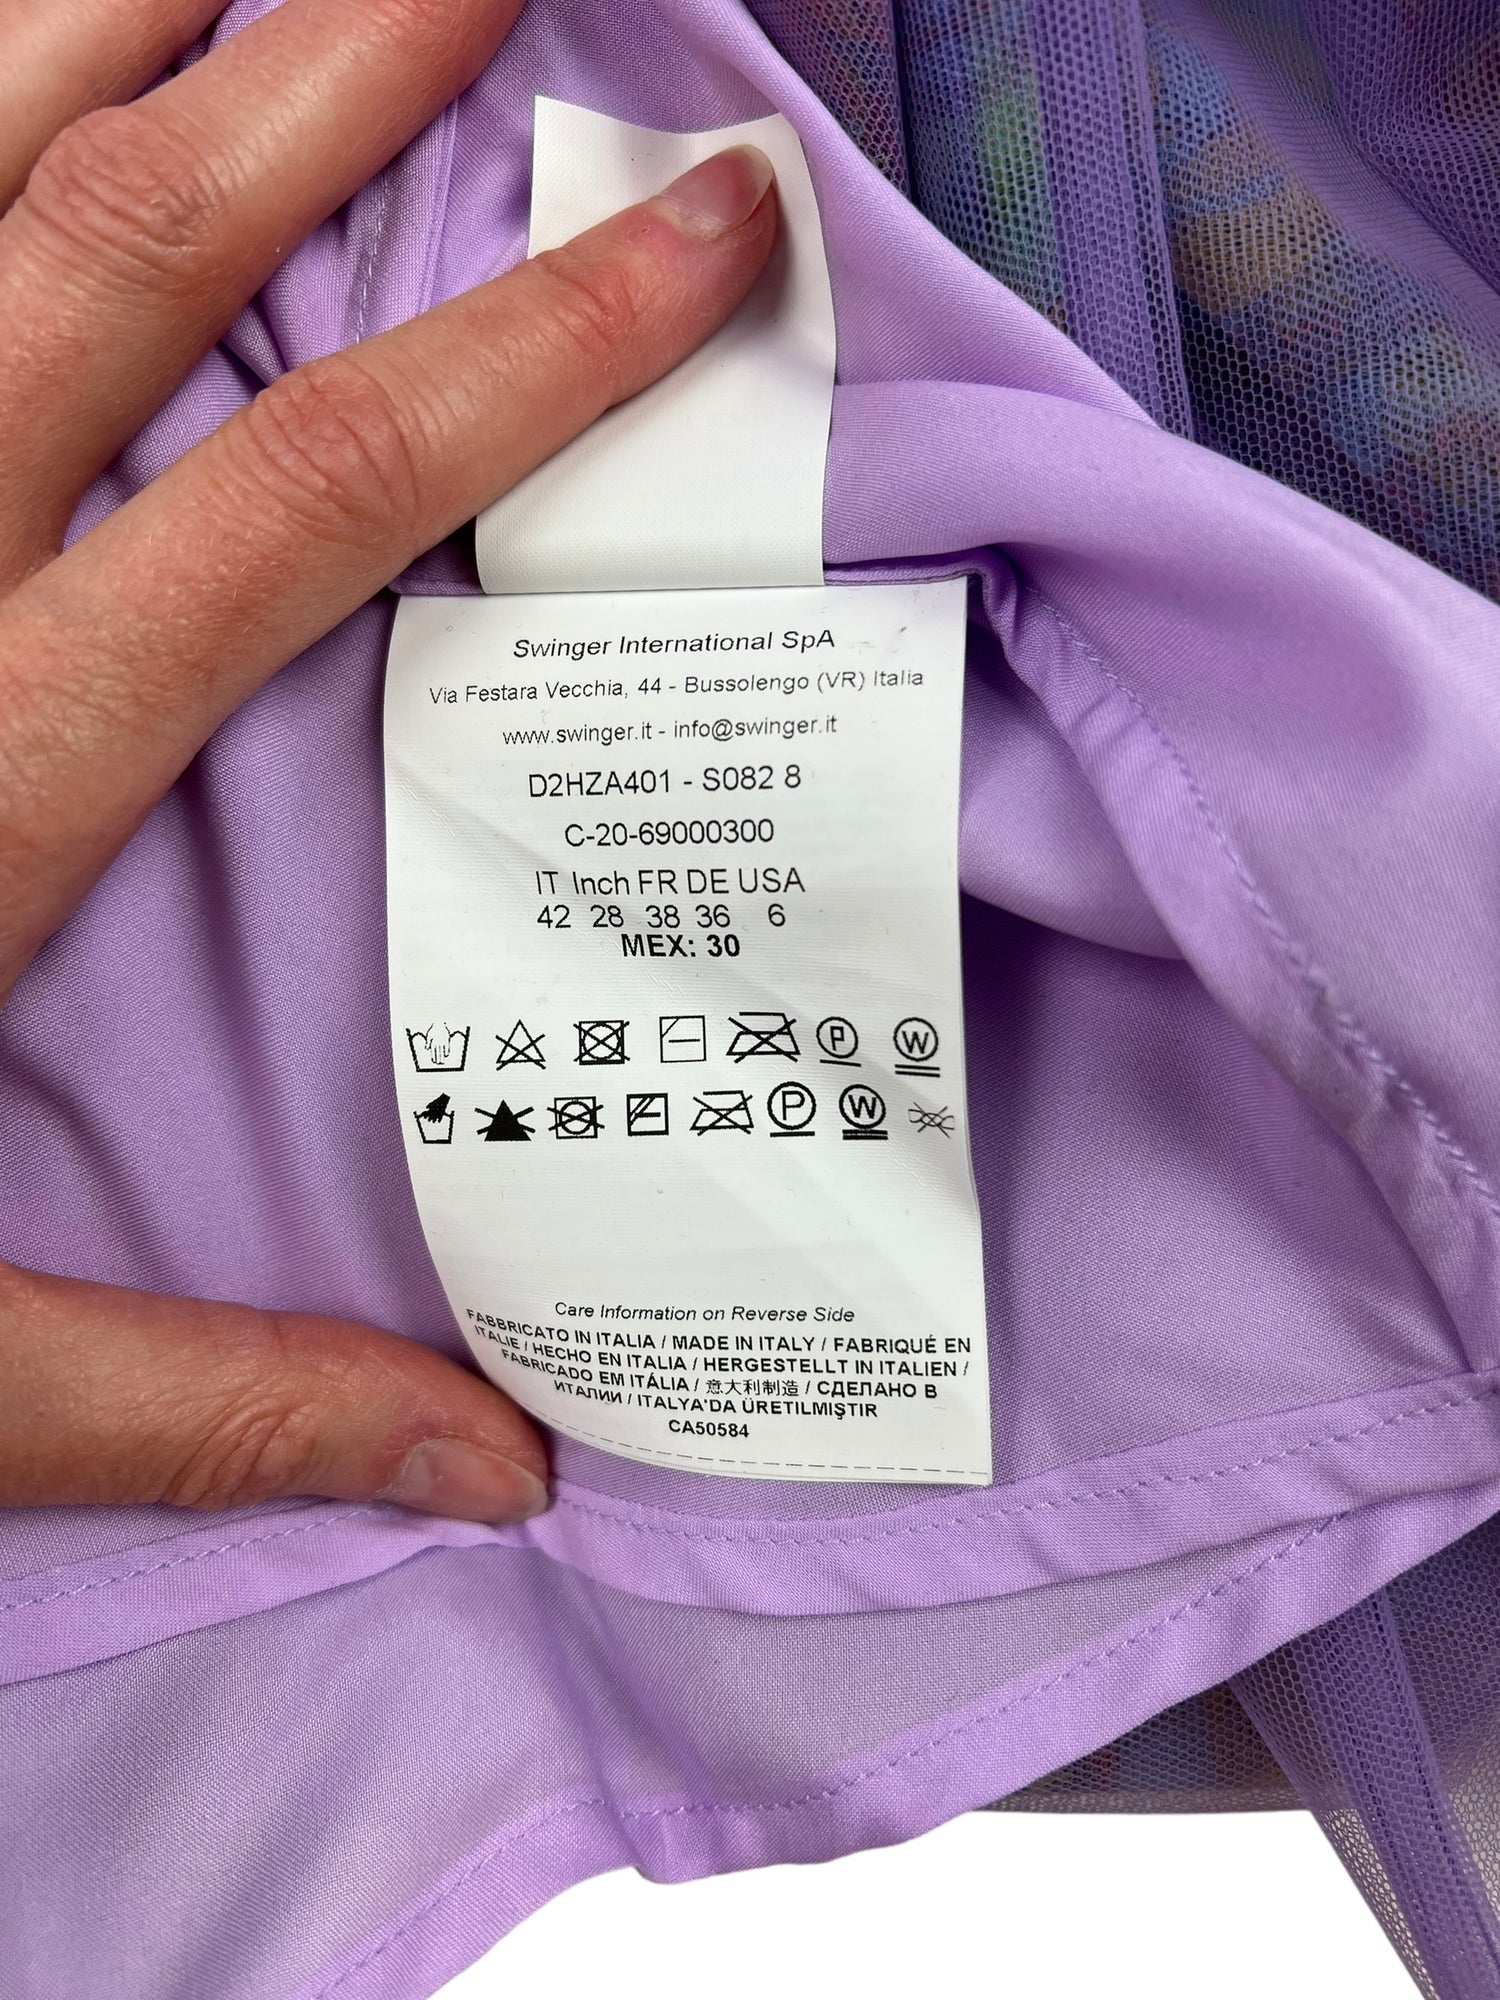 Swinger International SpA
Via Festara Vecchia, 44 - Bussolengo (VR) Italia
www.swinger.it - info@swinger.it
D2HZA401 - S082 8
C-20-69000300
IT Inch FR DE USA
42 28 38 36 6
MEX: 30
P W
P W
Care Information on Reverse Side
FABBRICATO IN ITALIA / MADE IN ITALY / FABRIQUÉ EN
ITALIE / HECHO EN ITALIA / HERGESTELLT IN ITALIEN /
FABRICADO EM ITÁLIA / 意大利制造 / СДЕЛАНО В
ИТАЛИИ / ITALYA'DA ÜRETILMIŞTIR
CA50584